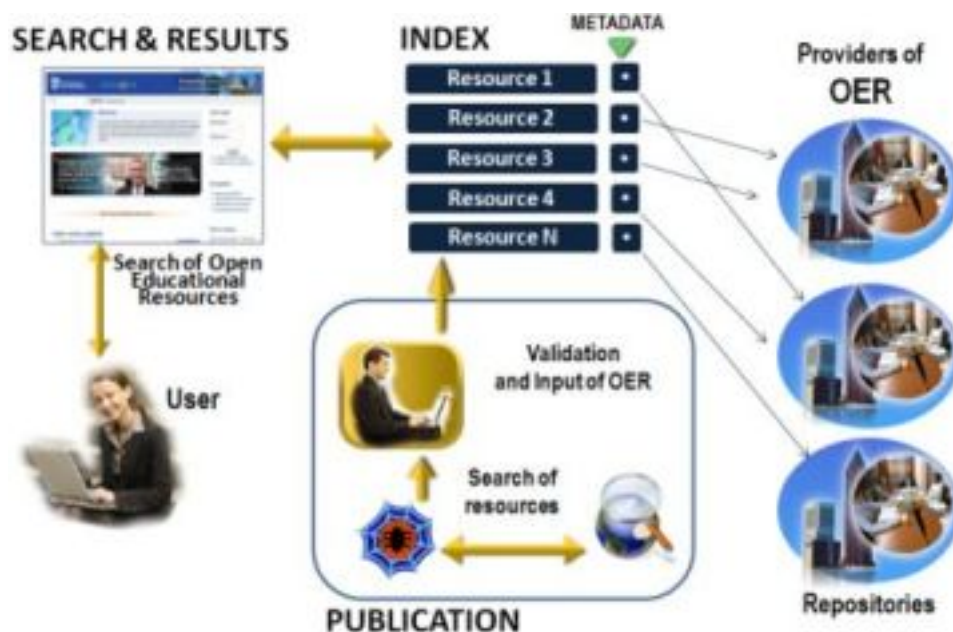 SEARCH & RESULTS
Search of Open
Educational
Resources
User
INDEX
METADATA
Resource 1
Resource 2
Resource 3
Resource 4
Resource N
Validation
and Input of OER
Search of
resources
PUBLICATION
Providers of
OER
Repositories